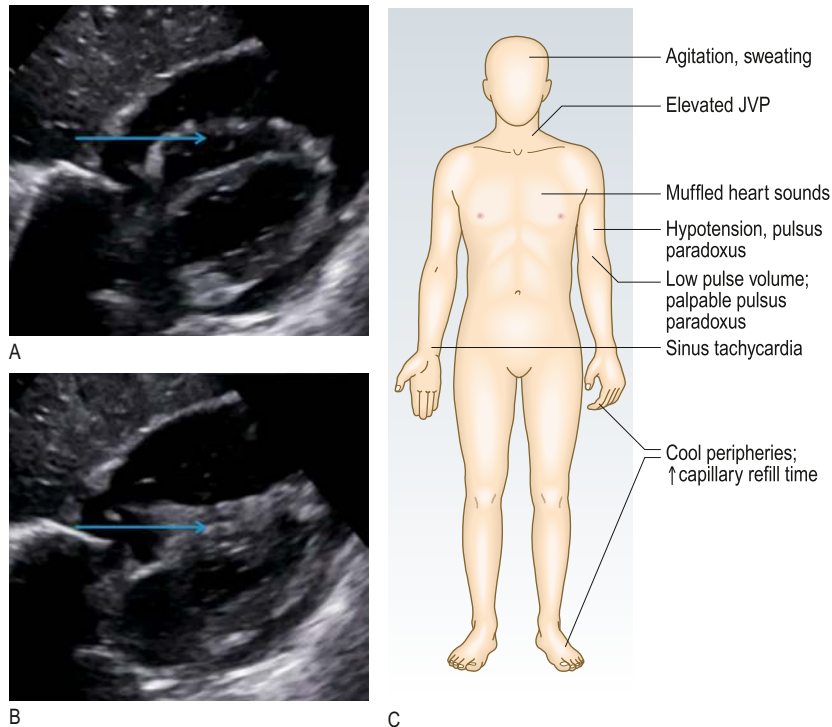 Agitation, sweating
Elevated JVP
Muffled heart sounds
Hypotension, pulsus
paradoxus
Low pulse volume;
palpable pulsus
paradoxus
Sinus tachycardia
Cool peripheries;
↑capillary refill time
A
B
C